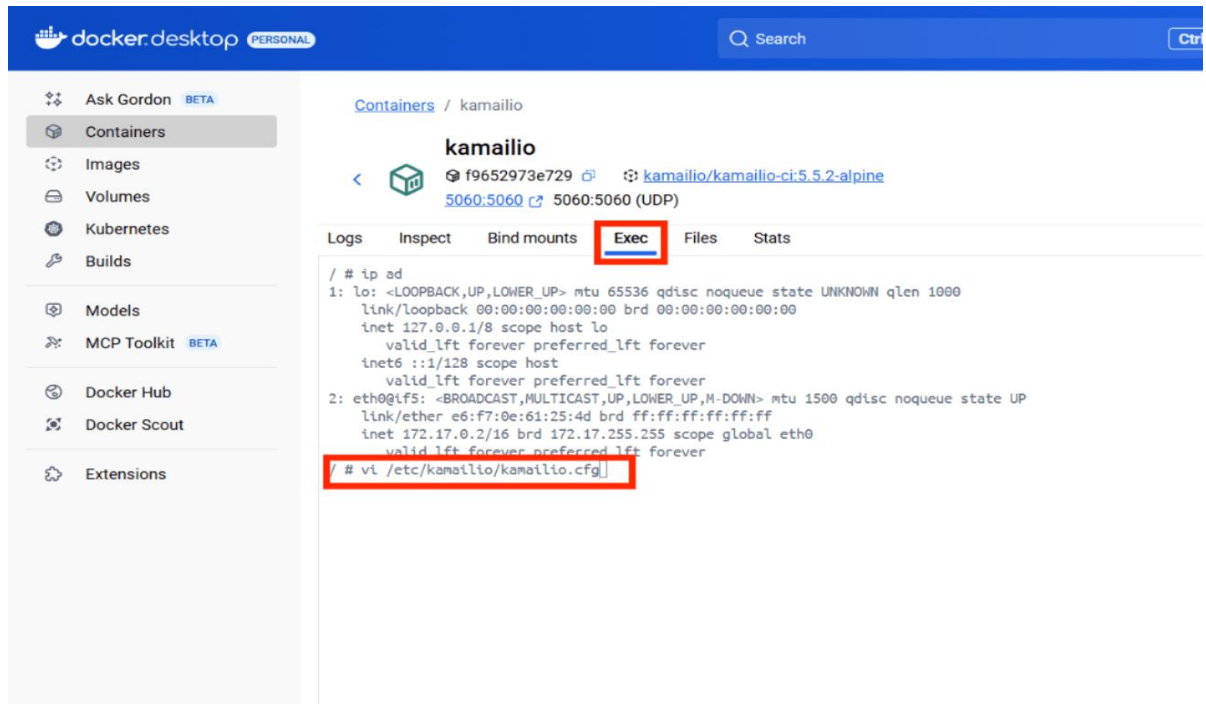 docker.desktop PERSONAL
Search
Ctrl
Ask Gordon BETA
Containers
Images
Volumes
Kubernetes
Builds
Models
MCP Toolkit BETA
Docker Hub
Docker Scout
Extensions
Containers / kamailio
kamailio
f9652973e729 kamailio/kamailio-ci:5.5.2-alpine
5060:5060 5060:5060 (UDP)
Logs Inspect Bind mounts Exec Files Stats
/ # ip ad
1: lo: <LOOPBACK,UP,LOWER_UP> mtu 65536 qdisc noqueue state UNKNOWN qlen 1000
link/loopback 00:00:00:00:00:00 brd 00:00:00:00:00:00
inet 127.0.0.1/8 scope host lo
valid_lft forever preferred_lft forever
inet6 ::1/128 scope host
valid_lft forever preferred_lft forever
2: eth0@if5: <BROADCAST,MULTICAST,UP,LOWER_UP,M-DOWN> mtu 1500 qdisc noqueue state UP
link/ether e6:f7:0e:61:25:4d brd ff:ff:ff:ff:ff:ff
inet 172.17.0.2/16 brd 172.17.255.255 scope global eth0
valid_lft forever preferred_lft forever
/ # vi /etc/kamailio/kamailio.cfg